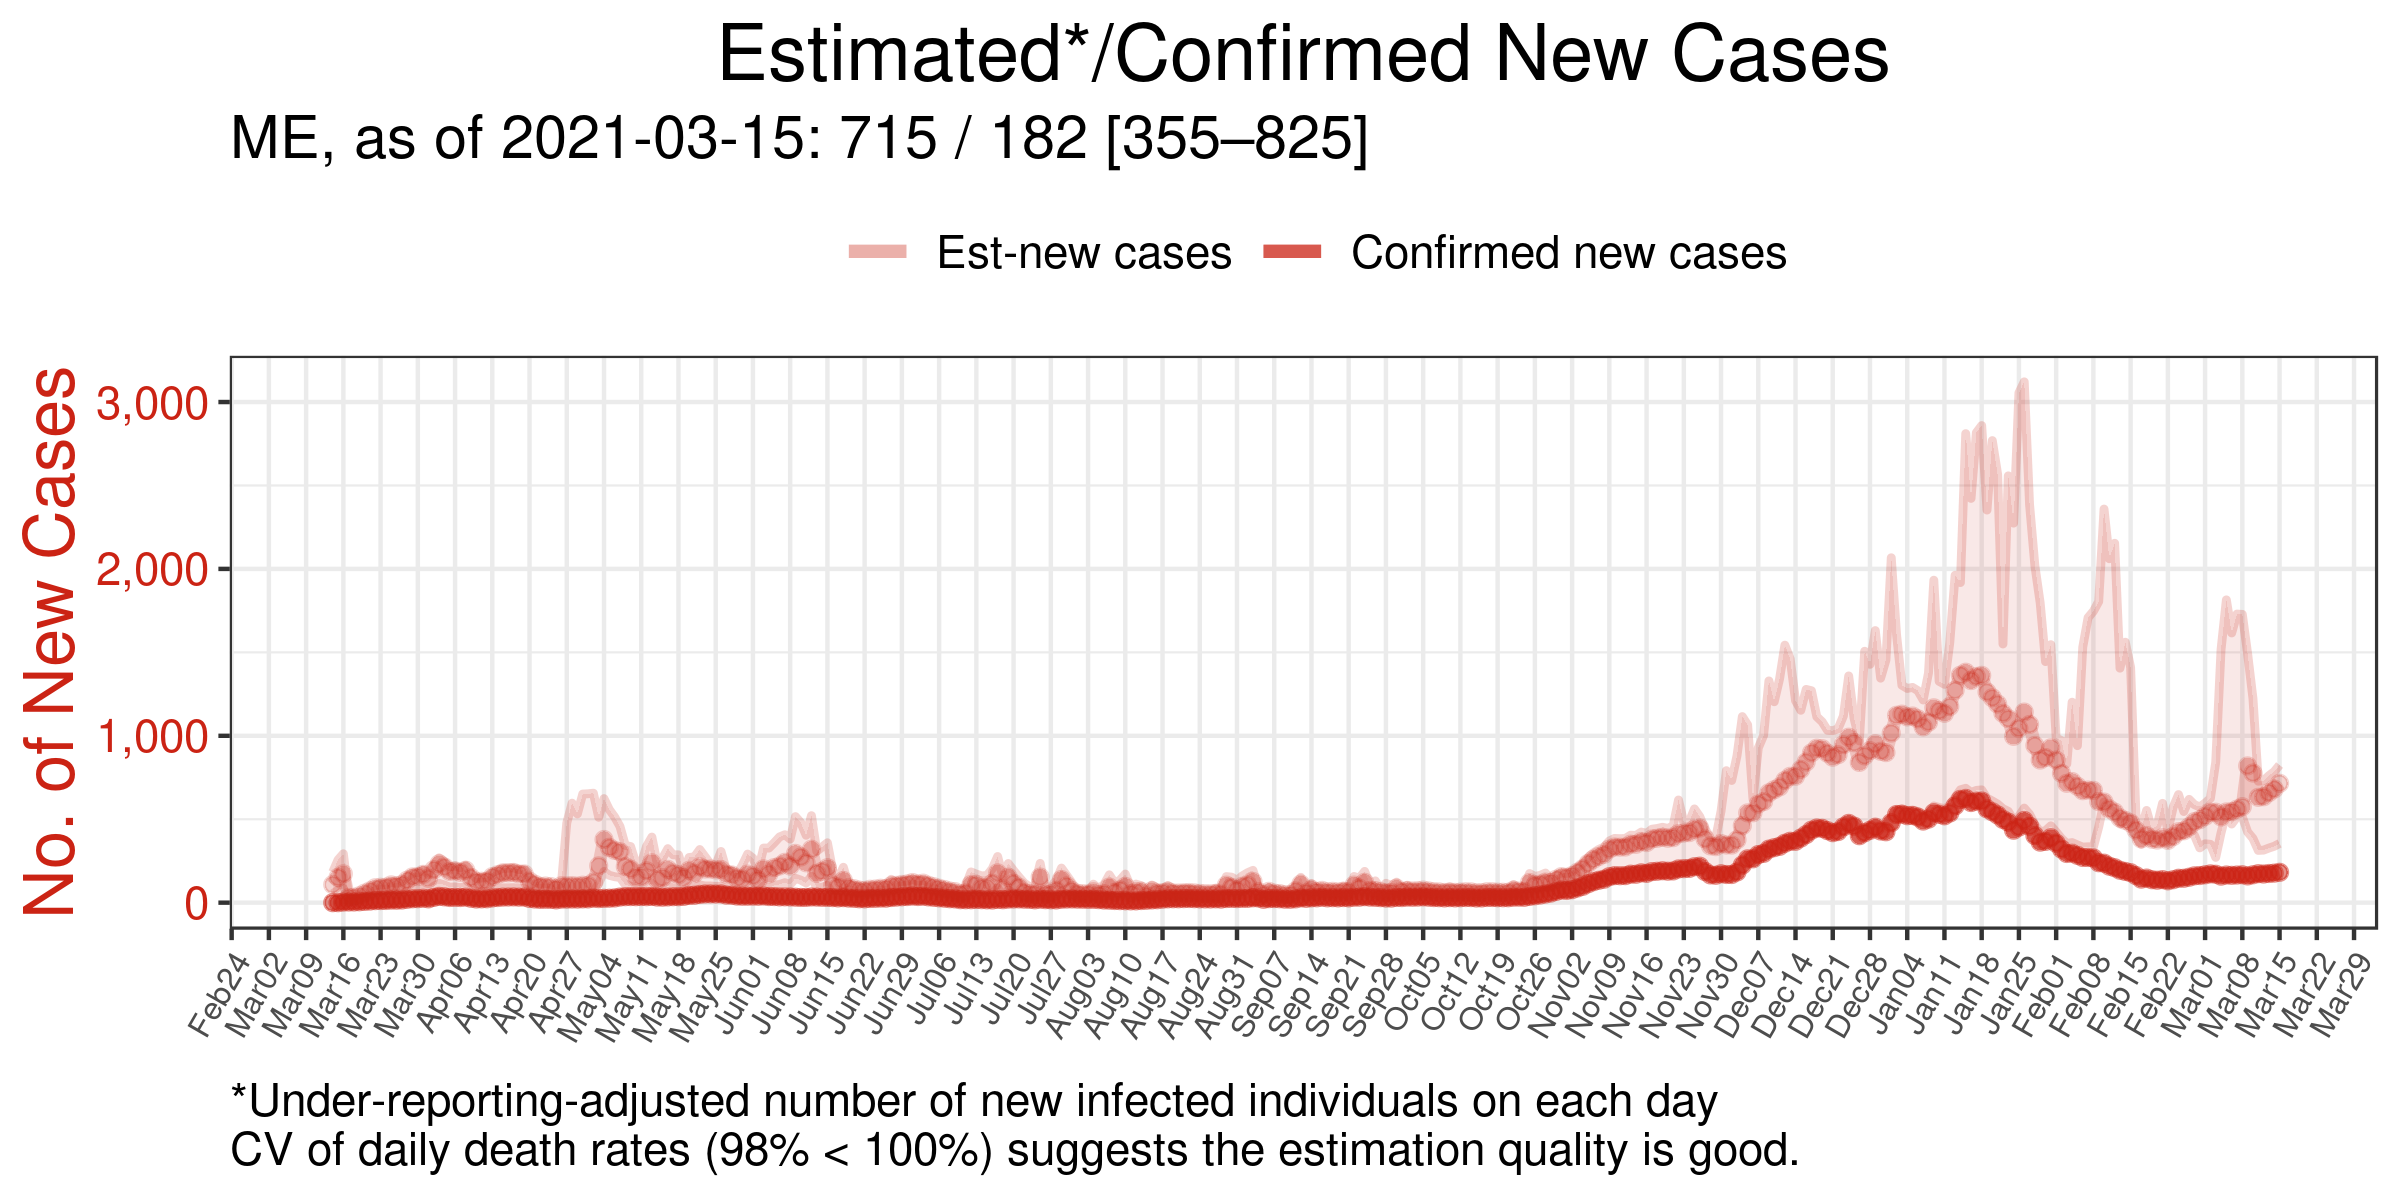 Estimated*/Confirmed New Cases
ME, as of 2021-03-15: 715 / 182 [355–825]
Est-new cases Confirmed new cases
No. of New Cases
3,000
2,000
1,000
0
Feb24 Mar02 Mar09 Mar16 Mar23 Mar30 Apr06 Apr13 Apr20 Apr27 May04 May11 May18 May25 Jun01 Jun08 Jun15 Jun22 Jun29 Jul06 Jul13 Jul20 Jul27 Aug03 Aug10 Aug17 Aug24 Aug31 Sep07 Sep14 Sep21 Sep28 Oct05 Oct12 Oct19 Oct26 Nov02 Nov09 Nov16 Nov23 Nov30 Dec07 Dec14 Dec21 Dec28 Jan04 Jan11 Jan18 Jan25 Feb01 Feb08 Feb15 Feb22 Mar01 Mar08 Mar15 Mar22 Mar29
*Under-reporting-adjusted number of new infected individuals on each day
CV of daily death rates (98% < 100%) suggests the estimation quality is good.